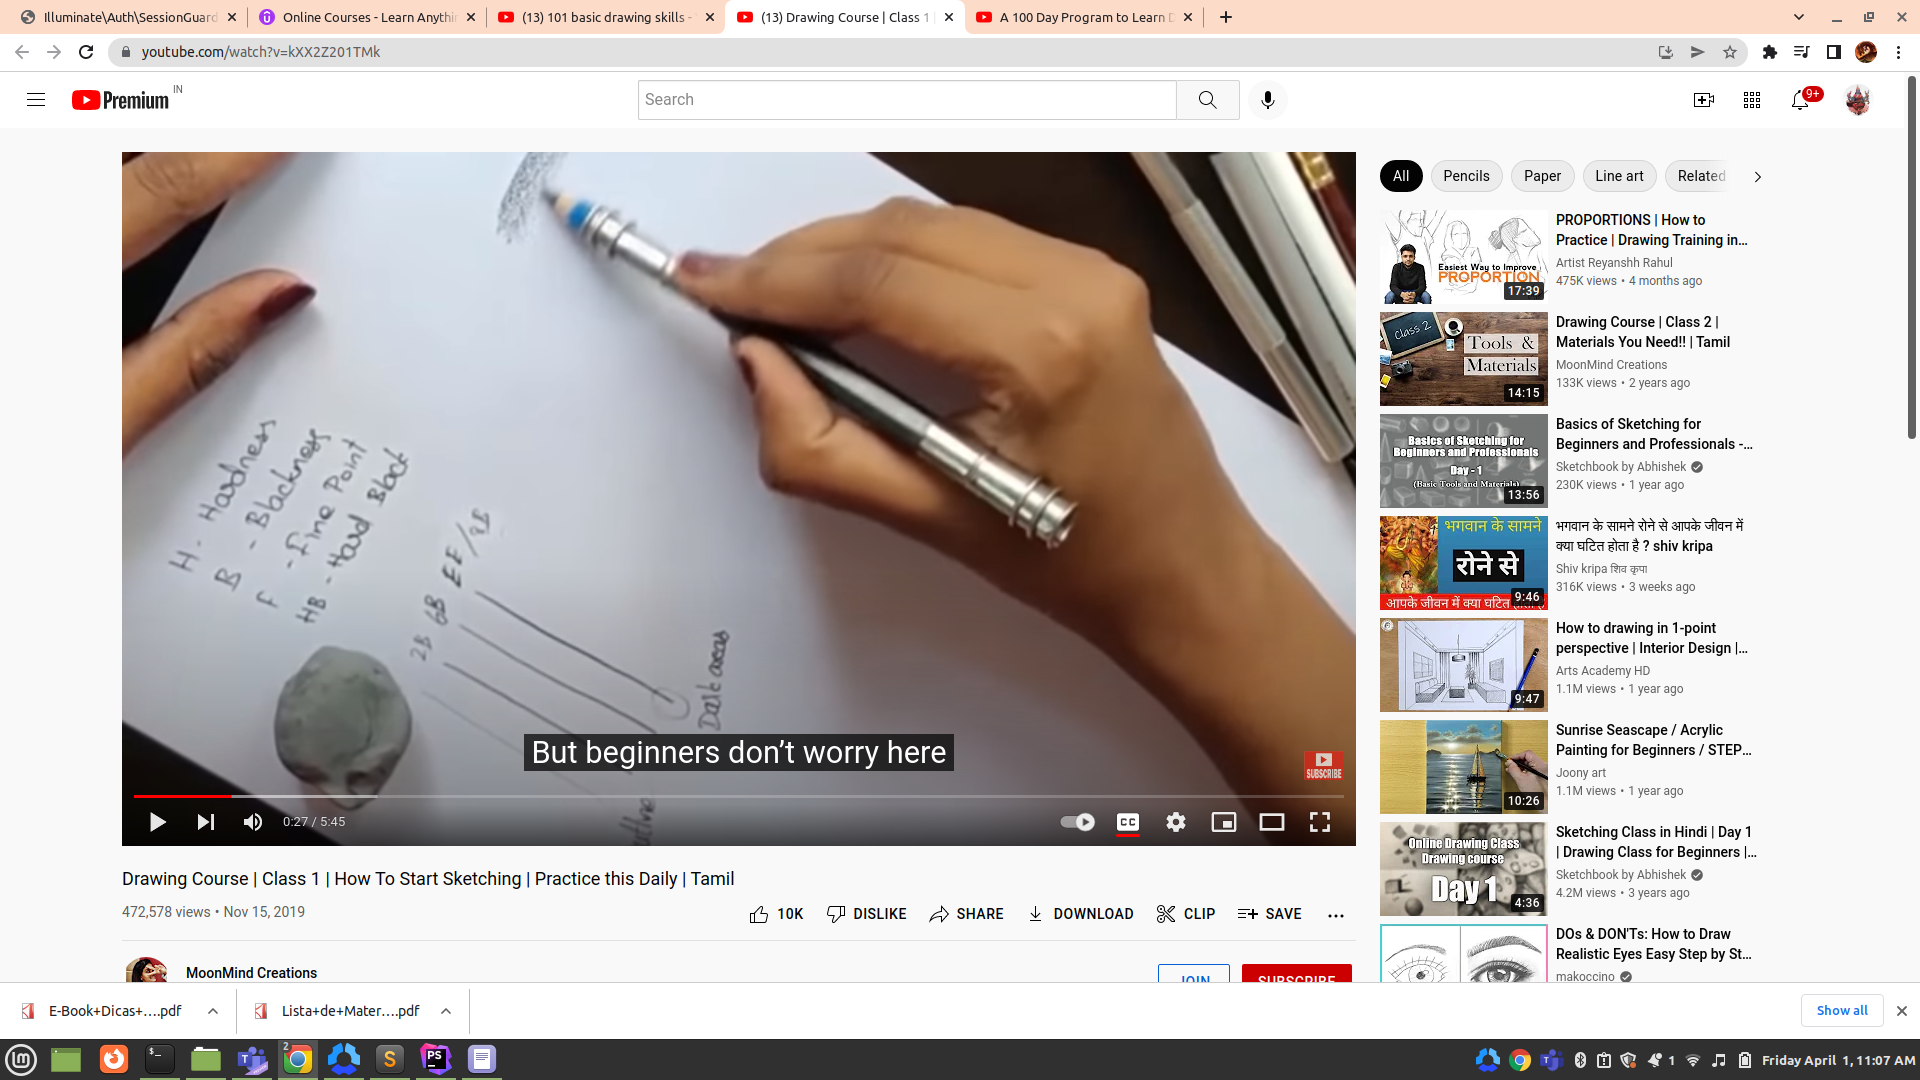 Illuminate\Auth\SessionGuard
Online Courses - Learn Anythin
(13) 101 basic drawing skills -
(13) Drawing Course | Class 1
A 100 Day Program to Learn D
youtube.com/watch?v=kXX2Z201TMk
Premium IN
Search
9+
All
Pencils
Paper
Line art
Related
H - Hardness
B - Blackness
F - Fine Point
HB - Hard Black
2B 6B EE/8B
Dark areas
But beginners don't worry here
SUBSCRIBE
0:27 / 5:45
CC
Drawing Course | Class 1 | How To Start Sketching | Practice this Daily | Tamil
472,578 views • Nov 15, 2019
10K
DISLIKE
SHARE
DOWNLOAD
CLIP
SAVE
MoonMind Creations
JOIN
SUBSCRIBE
Easiest Way to Improve
PROPORTION
17:39
PROPORTIONS | How to
Practice | Drawing Training in...
Artist Reyanshh Rahul
475K views • 4 months ago
Class 2
Tools &
Materials
14:15
Drawing Course | Class 2 |
Materials You Need!! | Tamil
MoonMind Creations
133K views • 2 years ago
Basics of Sketching for
Beginners and Professionals
Day - 1
(Basic Tools and Materials)
13:56
Basics of Sketching for
Beginners and Professionals -...
Sketchbook by Abhishek
230K views • 1 year ago
भगवान के सामने
रोने से
आपके जीवन में क्या घटित
9:46
भगवान के सामने रोने से आपके जीवन में
क्या घटित होता है ? shiv kripa
Shiv kripa शिव कृपा
316K views • 3 weeks ago
9:47
How to drawing in 1-point
perspective | Interior Design |...
Arts Academy HD
1.1M views • 1 year ago
10:26
Sunrise Seascape / Acrylic
Painting for Beginners / STEP...
Joony art
1.1M views • 1 year ago
Online Drawing Class
Drawing course
Day 1
4:36
Sketching Class in Hindi | Day 1
| Drawing Class for Beginners |...
Sketchbook by Abhishek
4.2M views • 3 years ago
DOs & DON'Ts: How to Draw
Realistic Eyes Easy Step by St...
makoccino
E-Book+Dicas+....pdf
Lista+de+Mater....pdf
Show all
2
S
PS
1
Friday April 1, 11:07 AM